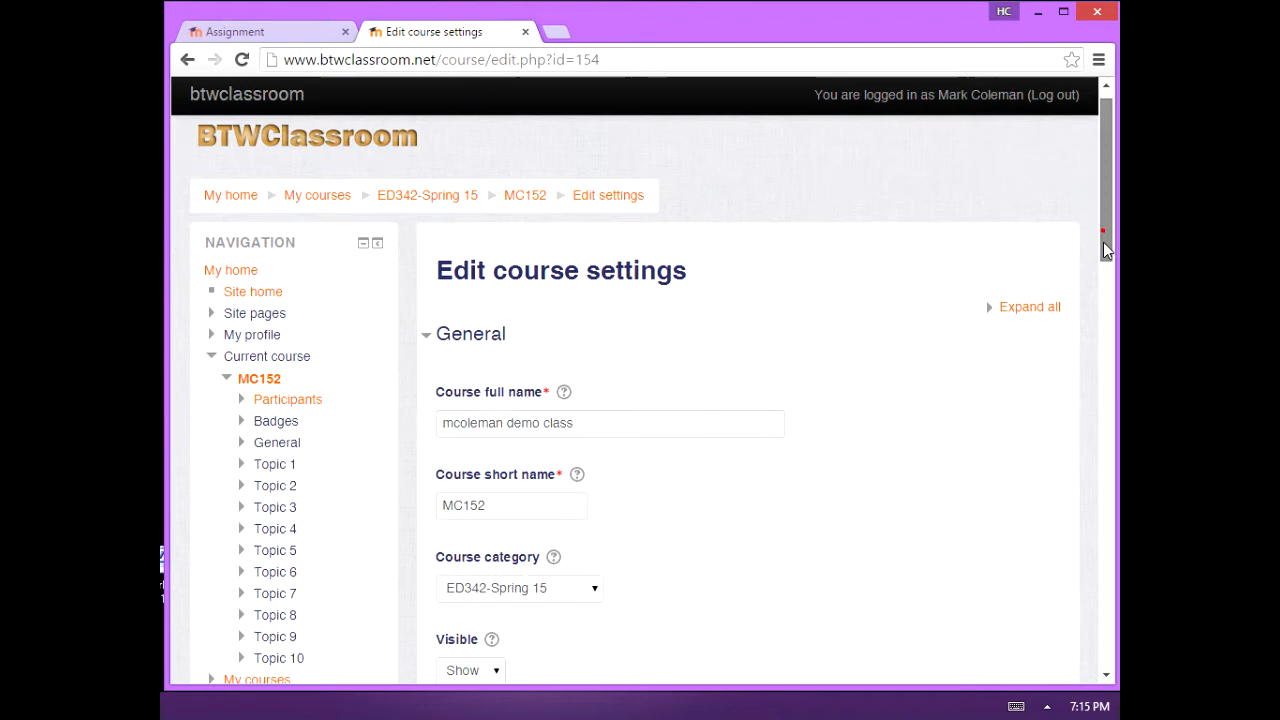 HC
Assignment
Edit course settings
www.btwclassroom.net/course/edit.php?id=154
btwclassroom
You are logged in as Mark Coleman (Log out)
BTWClassroom
My home
My courses
ED342-Spring 15
MC152
Edit settings
NAVIGATION
My home
Site home
Site pages
My profile
Current course
MC152
Participants
Badges
General
Topic 1
Topic 2
Topic 3
Topic 4
Topic 5
Topic 6
Topic 7
Topic 8
Topic 9
Topic 10
My courses
Edit course settings
Expand all
General
Course full name*
mcoleman demo class
Course short name*
MC152
Course category
ED342-Spring 15
Visible
Show
7:15 PM